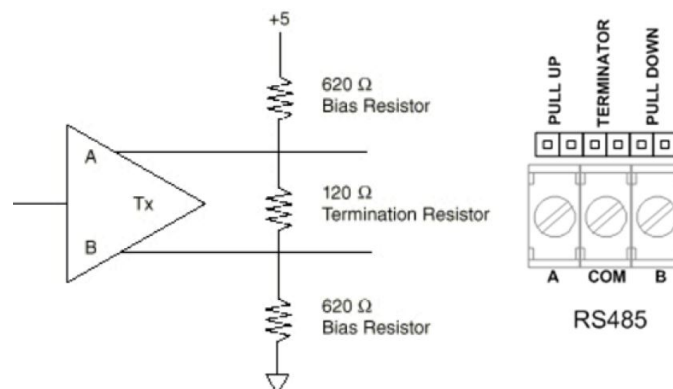 +5
620 Ω
Bias Resistor
A
Tx
120 Ω
Termination Resistor
B
620 Ω
Bias Resistor
PULL UP
TERMINATOR
PULL DOWN
A COM B
RS485